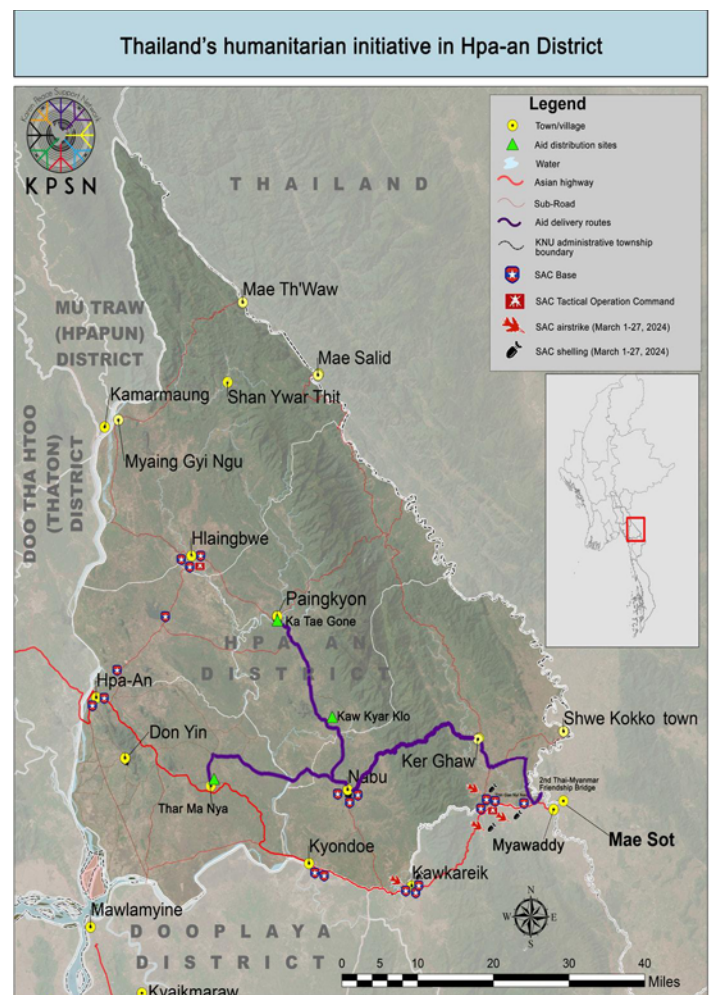 Thailand's humanitarian initiative in Hpa-an District
Karen Peace Support Network
KPSN
Legend
Town/village
Aid distribution sites
Water
Asian highway
Sub-Road
Aid delivery routes
KNU administrative township
boundary
SAC Base
SAC Tactical Operation Command
SAC airstrike (March 1-27, 2024)
SAC shelling (March 1-27, 2024)
THAILAND
Mae Th'Waw
MU TRAW
(HPAPUN)
DISTRICT
Mae Salid
Kamarmaung
Shan Ywar Thit
DOO THA HTOO
(THATON)
DISTRICT
Myaing Gyi Ngu
Hlaingbwe
Paingkyon
Ka Tae Gone
HPA AN
DISTRICT
Hpa-An
Kaw Kyar Klo
Shwe Kokko town
Don Yin
Ker Ghaw
Nabu
2nd Thai-Myanmar
Friendship Bridge
Thar Ma Nya
Mae Sot
Myawaddy
Kyondoe
Kawkareik
Mawlamyine
DOOPLAYA
DISTRICT
N
W E
S
0 10 20 30 40
Miles
Kyaikmaraw